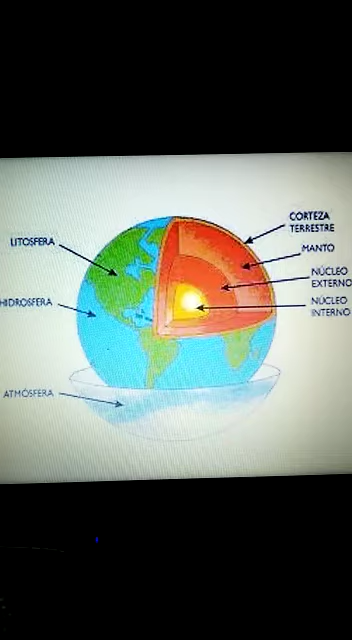 CORTEZA
TERRESTRE
LITOSFERA
MANTO
NÚCLEO
EXTERNO
HIDROSFERA
NÚCLEO
INTERNO
ATMÓSFERA